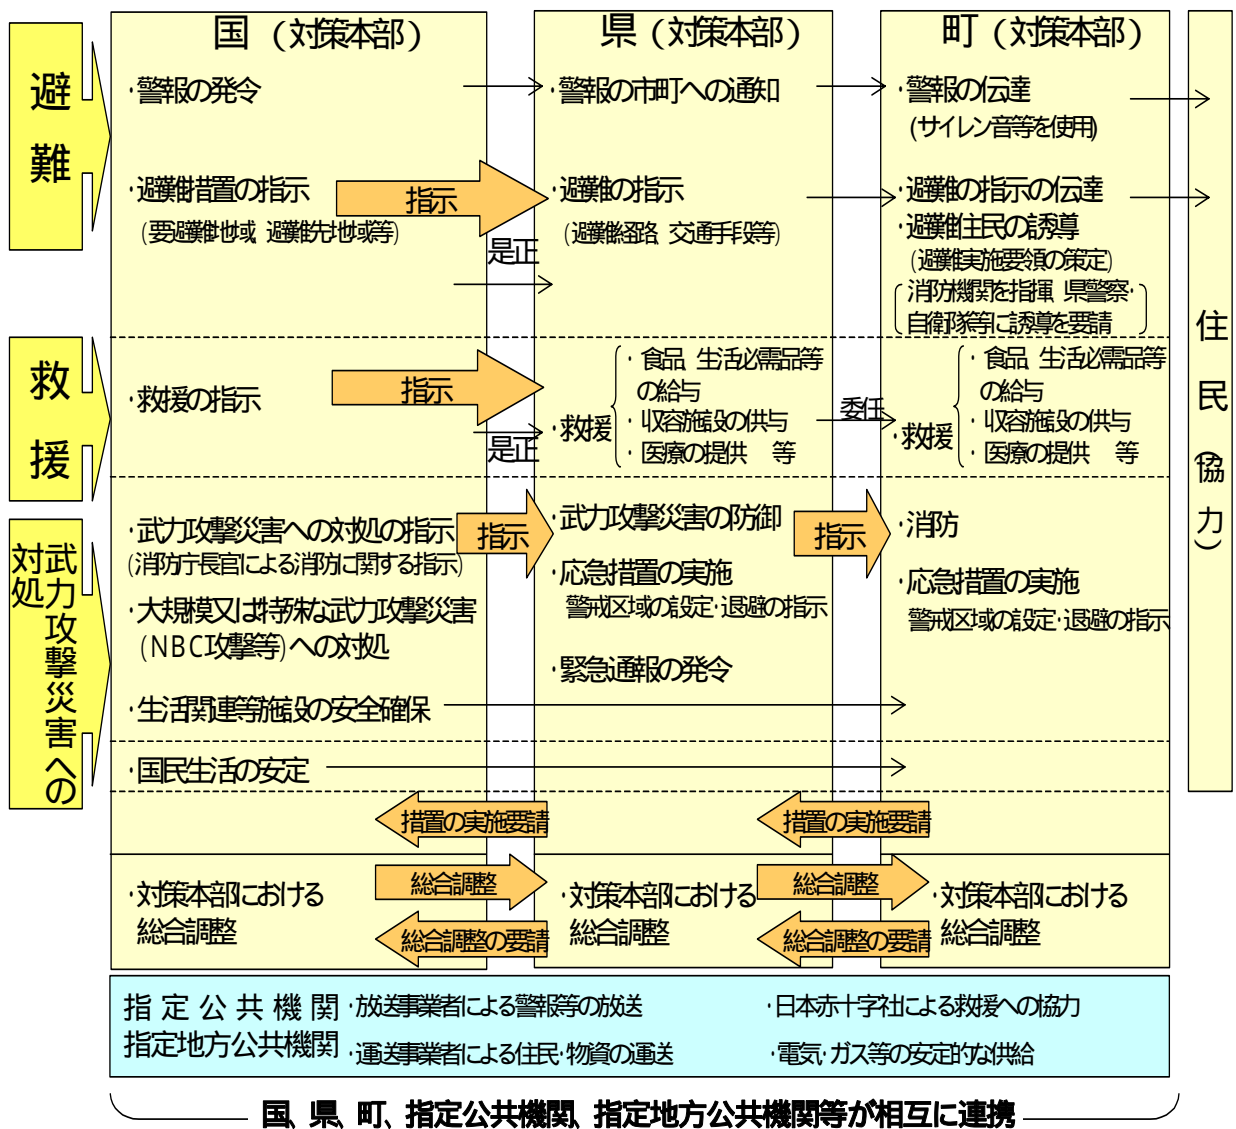 国（対策本部）
県（対策本部）
町（対策本部）
避難
・警報の発令
・警報の市町への通知
・警報の伝達
(サイレン音等を使用)
・避難措置の指示
(要避難地域、避難先地域等)
指示
・避難の指示
(避難経路、交通手段等)
・避難の指示の伝達
・避難住民の誘導
(避難実施要領の策定)
消防機関を指揮、県警察・
自衛隊等に誘導を要請
是正
救援
・救援の指示
指示
是正
・救援
・食品、生活必需品等
の給与
・収容施設の供与
・医療の提供　等
委任
・救援
・食品、生活必需品等
の給与
・収容施設の供与
・医療の提供　等
武力攻撃災害への
対処
・武力攻撃災害への対処の指示
(消防庁長官による消防に関する指示)
指示
・武力攻撃災害の防御
指示
・消防
・大規模又は特殊な武力攻撃災害
(NBC攻撃等)への対処
・応急措置の実施
警戒区域の設定・退避の指示
・応急措置の実施
警戒区域の設定・退避の指示
・緊急通報の発令
・生活関連等施設の安全確保
・国民生活の安定
措置の実施要請
措置の実施要請
・対策本部における
総合調整
総合調整
総合調整の要請
・対策本部における
総合調整
総合調整
総合調整の要請
・対策本部における
総合調整
住民（協力）
指定公共機関
指定地方公共機関
・放送事業者による警報等の放送
・日本赤十字社による救援への協力
・運送事業者による住民・物資の運送
・電気・ガス等の安定的な供給
国、県、町、指定公共機関、指定地方公共機関等が相互に連携